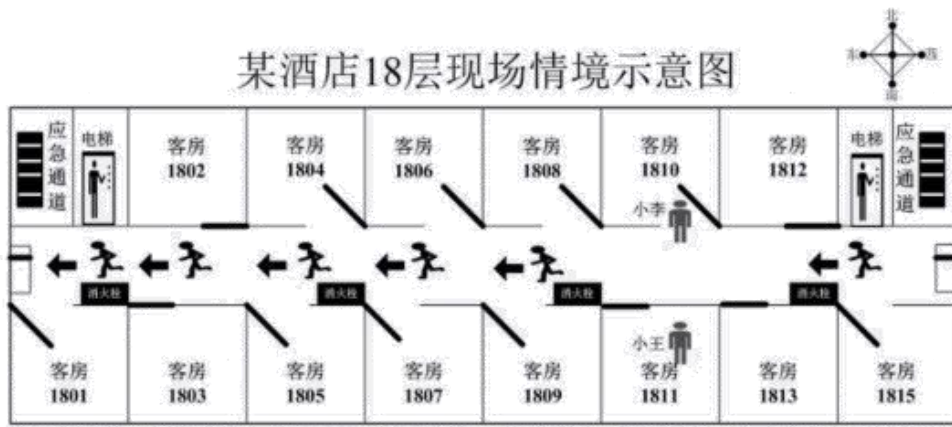 某酒店18层现场情境示意图
北
东
西
南
应急通道
电梯
客房
1802
客房
1804
客房
1806
客房
1808
客房
1810
客房
1812
电梯
应急通道
小李
消火栓
消火栓
消火栓
消火栓
小王
客房
1801
客房
1803
客房
1805
客房
1807
客房
1809
客房
1811
客房
1813
客房
1815